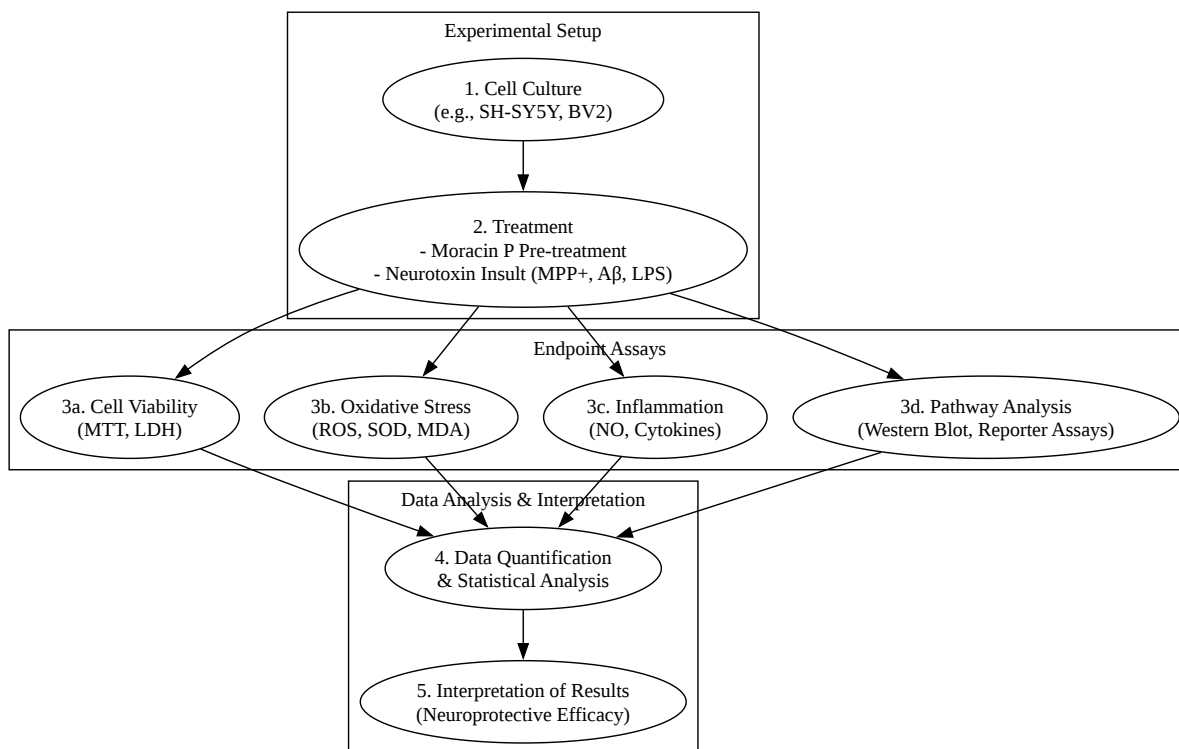 Experimental Setup
1. Cell Culture
(e.g., SH-SY5Y, BV2)
2. Treatment
- Moracin P Pre-treatment
- Neurotoxin Insult (MPP+, Aβ, LPS)
Endpoint Assays
3a. Cell Viability
(MTT, LDH)
3b. Oxidative Stress
(ROS, SOD, MDA)
3c. Inflammation
(NO, Cytokines)
3d. Pathway Analysis
(Western Blot, Reporter Assays)
Data Analysis & Interpretation
4. Data Quantification
& Statistical Analysis
5. Interpretation of Results
(Neuroprotective Efficacy)